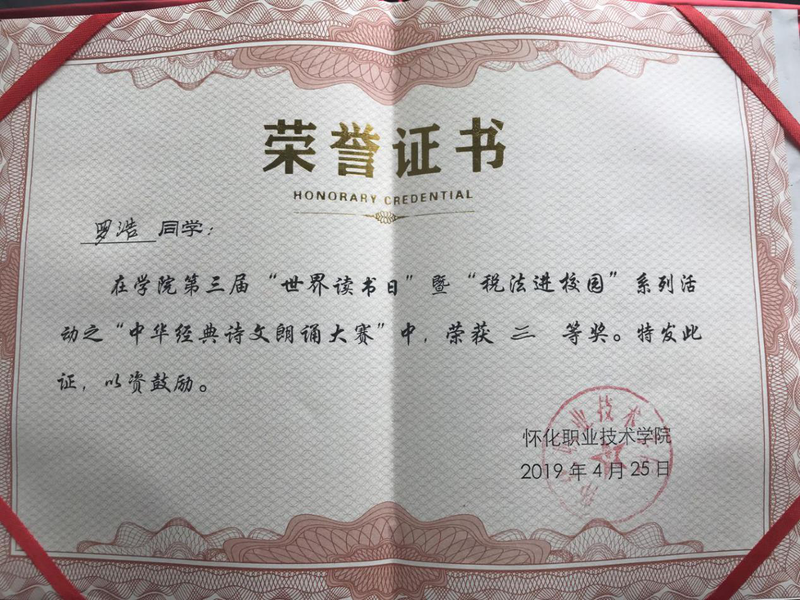 荣誉证书
HONORARY CREDENTIAL
罗浩 同学：
在学院第三届“世界读书日”暨“税法进校园”系列活
动之“中华经典诗文朗诵大赛”中，荣获 三 等奖。特发此
证，以资鼓励。
怀化职业技术学院
2019年4月25日